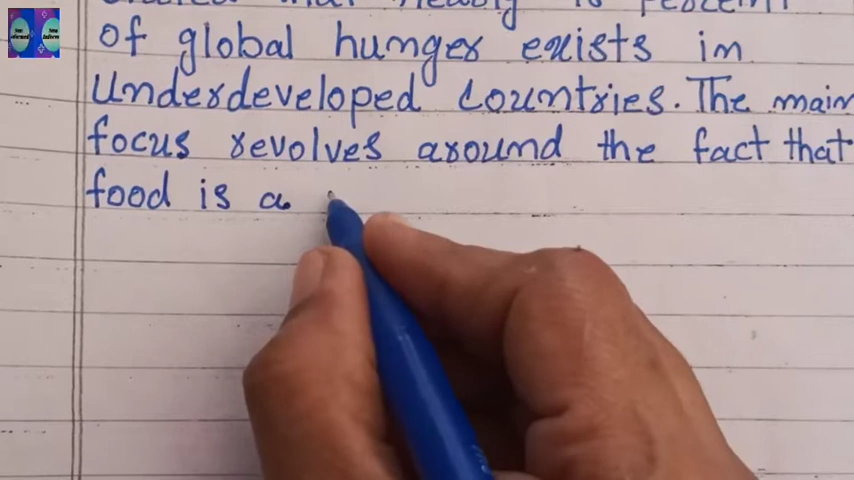 of global hunger exists in
Underdeveloped Countries. The main
focus revolves around the fact that
food is a